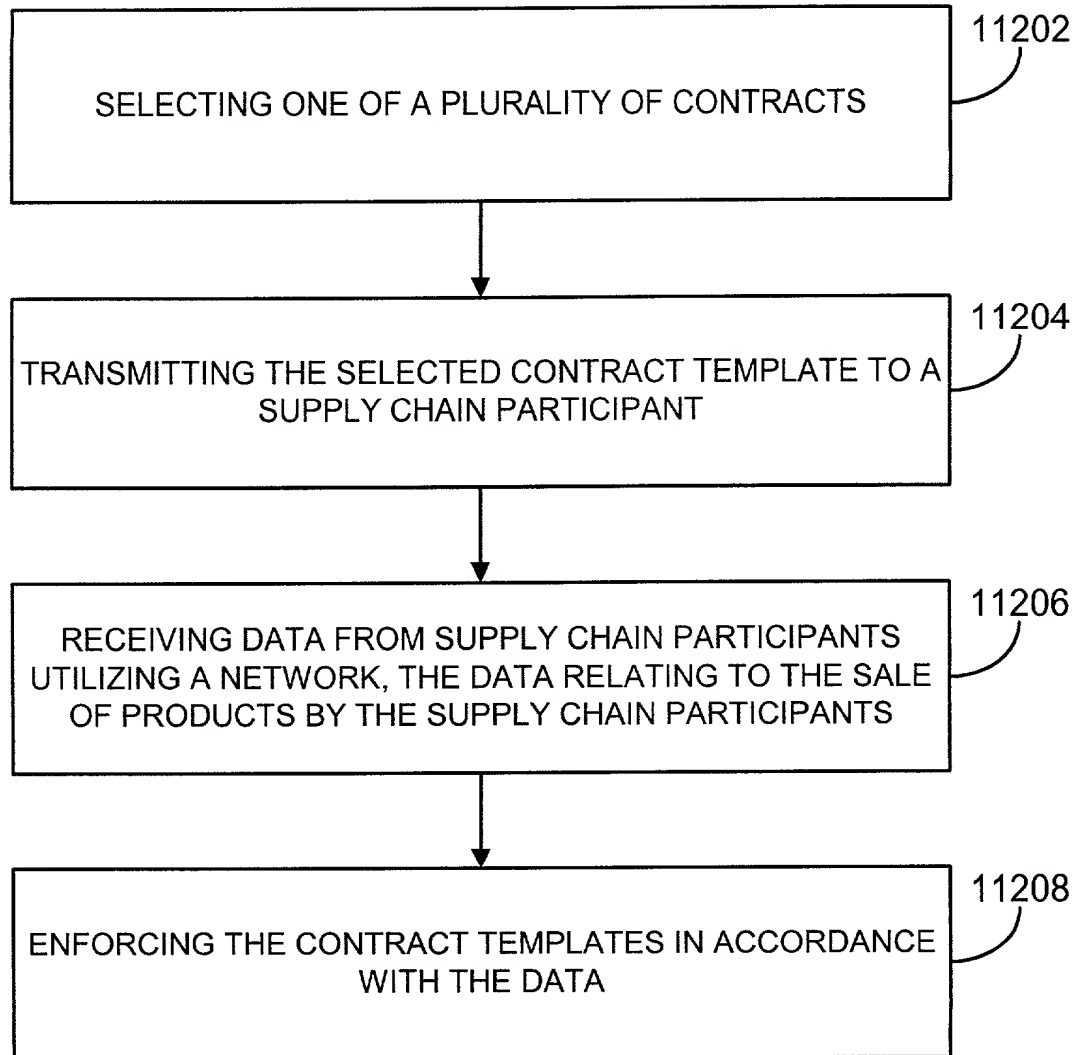 11202
SELECTING ONE OF A PLURALITY OF CONTRACTS
11204
TRANSMITTING THE SELECTED CONTRACT TEMPLATE TO A
SUPPLY CHAIN PARTICIPANT
11206
RECEIVING DATA FROM SUPPLY CHAIN PARTICIPANTS
UTILIZING A NETWORK, THE DATA RELATING TO THE SALE
OF PRODUCTS BY THE SUPPLY CHAIN PARTICIPANTS
11208
ENFORCING THE CONTRACT TEMPLATES IN ACCORDANCE
WITH THE DATA